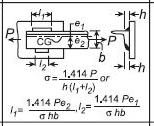 l₁
e₁
h
P
CG
e₂
P
b
l₂
h
σ = 1.414 P / h(l₁+l₂)
l₁ = 1.414 Pe₂ / σ hb , l₂ = 1.414 Pe₁ / σ hb